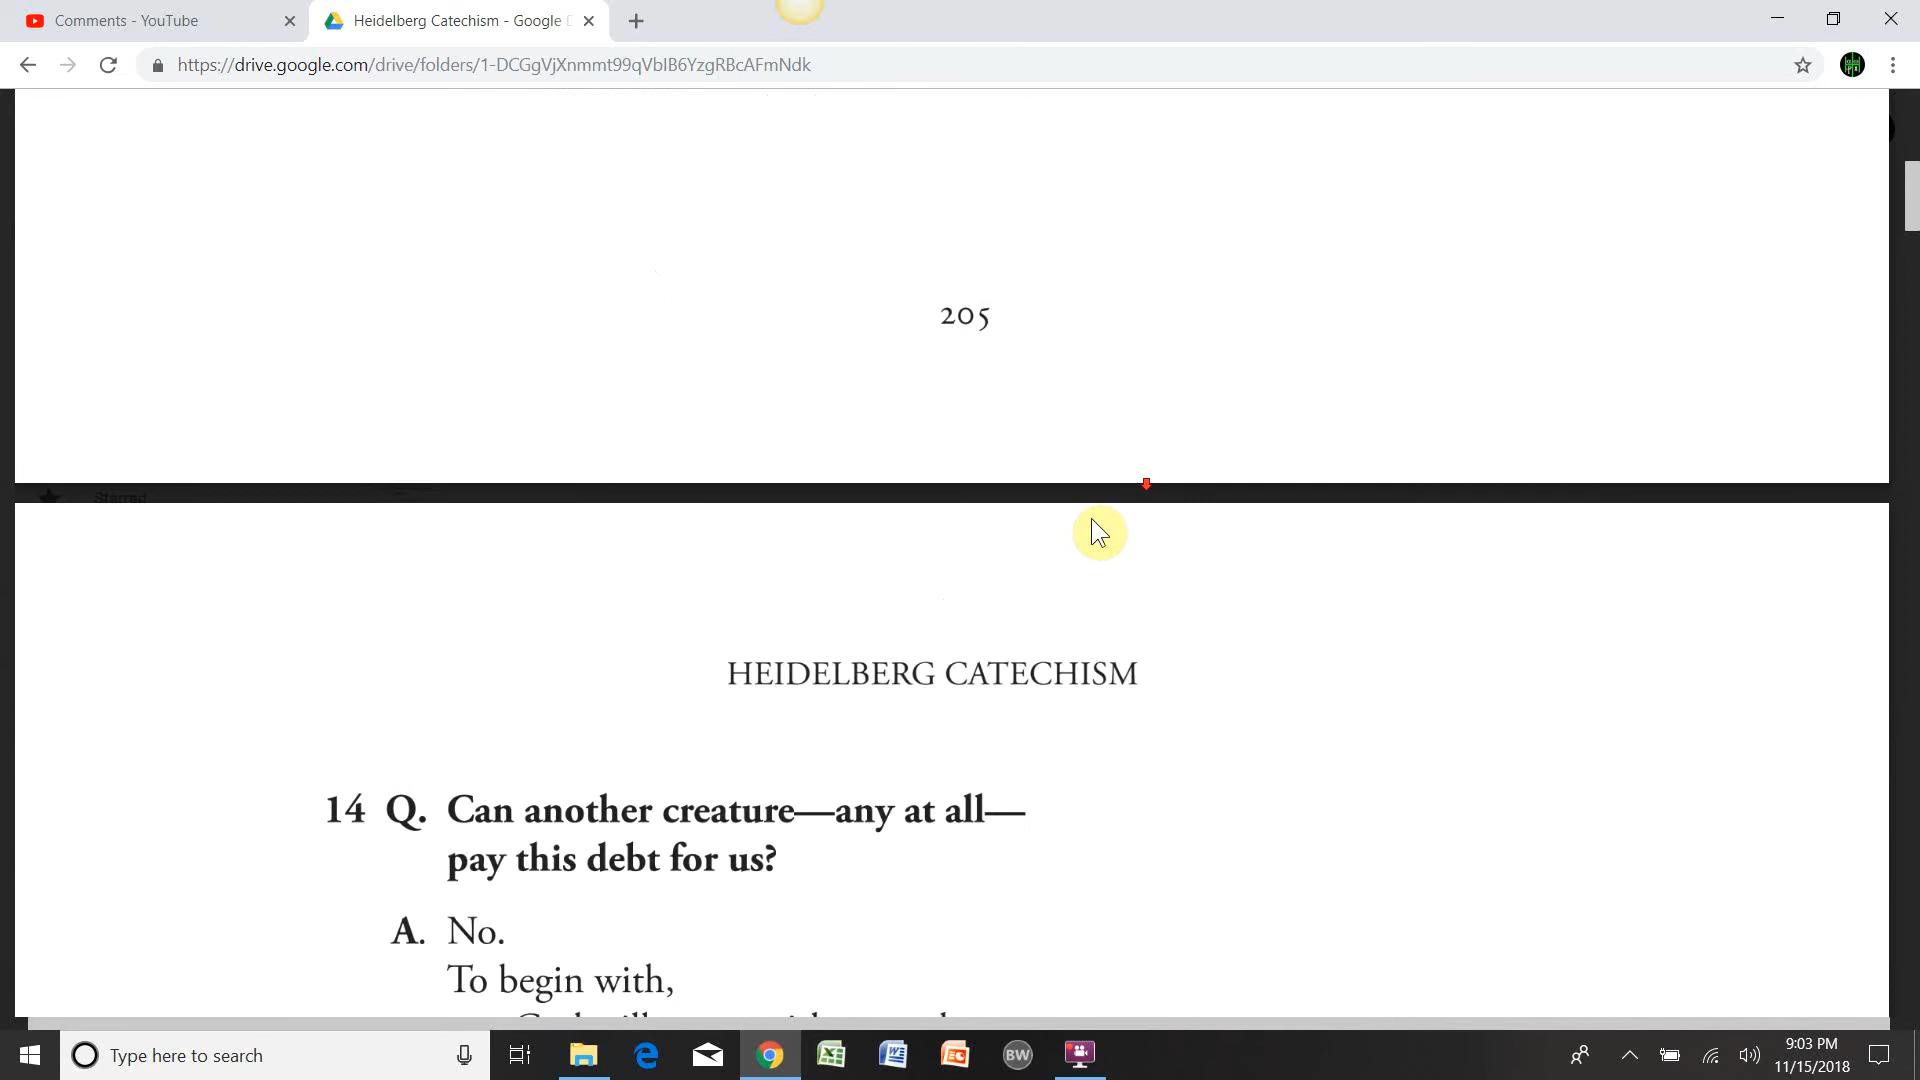 Comments - YouTube
Heidelberg Catechism - Google
https://drive.google.com/drive/folders/1-DCGgVjXnmmt99qVbIB6YzgRBcAFmNdk
205
Starred
HEIDELBERG CATECHISM
14 Q. Can another creature—any at all—
pay this debt for us?
A. No.
To begin with,
Type here to search
BW
9:03 PM
11/15/2018